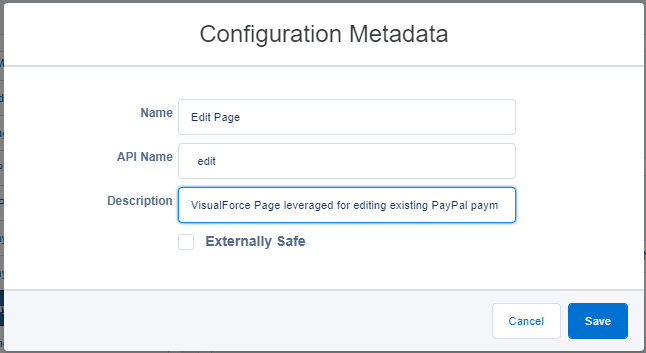 Configuration Metadata
Name
Edit Page
API Name
edit
Description
VisualForce Page leveraged for editing existing PayPal paym
Externally Safe
Cancel
Save